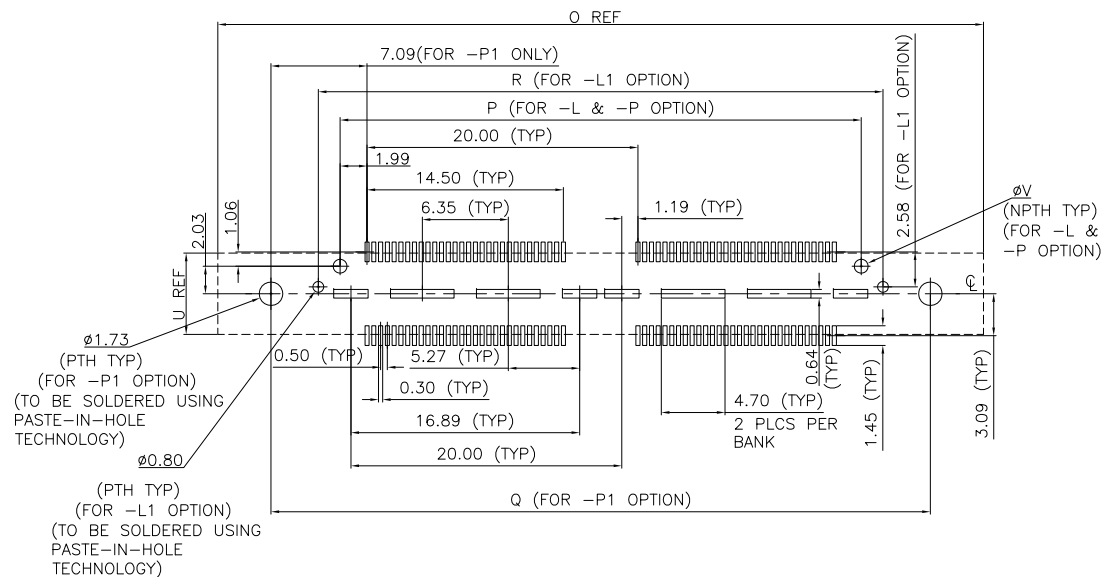 O REF
7.09(FOR –P1 ONLY)
R (FOR –L1 OPTION)
P (FOR –L & –P OPTION)
20.00 (TYP)
1.99
14.50 (TYP)
6.35 (TYP)
1.19 (TYP)
2.58 (FOR –L1 OPTION)
øV
(NPTH TYP)
(FOR –L &
–P OPTION)
2.03
1.06
U REF
℄
ø1.73
(PTH TYP)
(FOR –P1 OPTION)
(TO BE SOLDERED USING
PASTE–IN–HOLE
TECHNOLOGY)
0.50 (TYP)
5.27 (TYP)
0.30 (TYP)
16.89 (TYP)
20.00 (TYP)
4.70 (TYP)
2 PLCS PER
BANK
0.64
(TYP)
1.45 (TYP)
3.09 (TYP)
ø0.80
(PTH TYP)
(FOR –L1 OPTION)
(TO BE SOLDERED USING
PASTE–IN–HOLE
TECHNOLOGY)
Q (FOR –P1 OPTION)